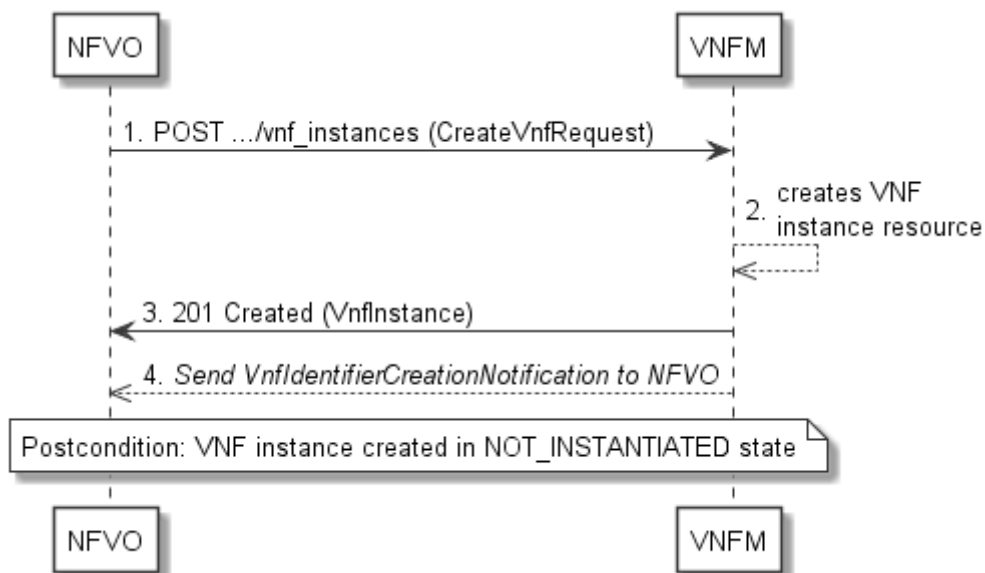 NFVO
VNFM
1. POST .../vnf_instances (CreateVnfRequest)
2. creates VNF
instance resource
3. 201 Created (VnfInstance)
4. Send VnfIdentifierCreationNotification to NFVO
Postcondition: VNF instance created in NOT_INSTANTIATED state
NFVO
VNFM